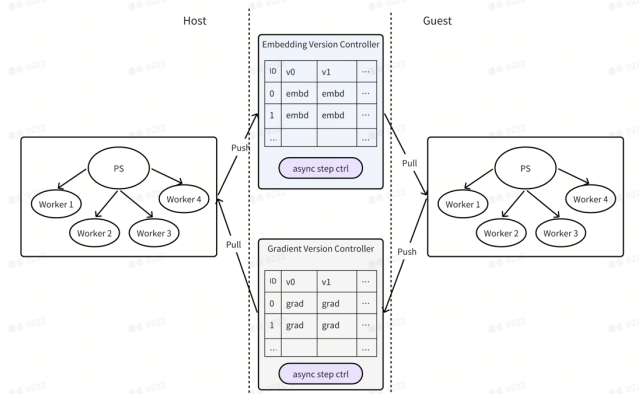 Host
Guest
Embedding Version Controller
ID v0 v1 ...
0 embd embd ...
1 embd embd ...
...
async step ctrl
Push
Pull
PS
Worker 1
Worker 2
Worker 3
Worker 4
PS
Worker 1
Worker 2
Worker 3
Worker 4
Pull
Push
Gradient Version Controller
ID v0 v1 ...
0 grad grad ...
1 grad grad ...
... ...
async step ctrl